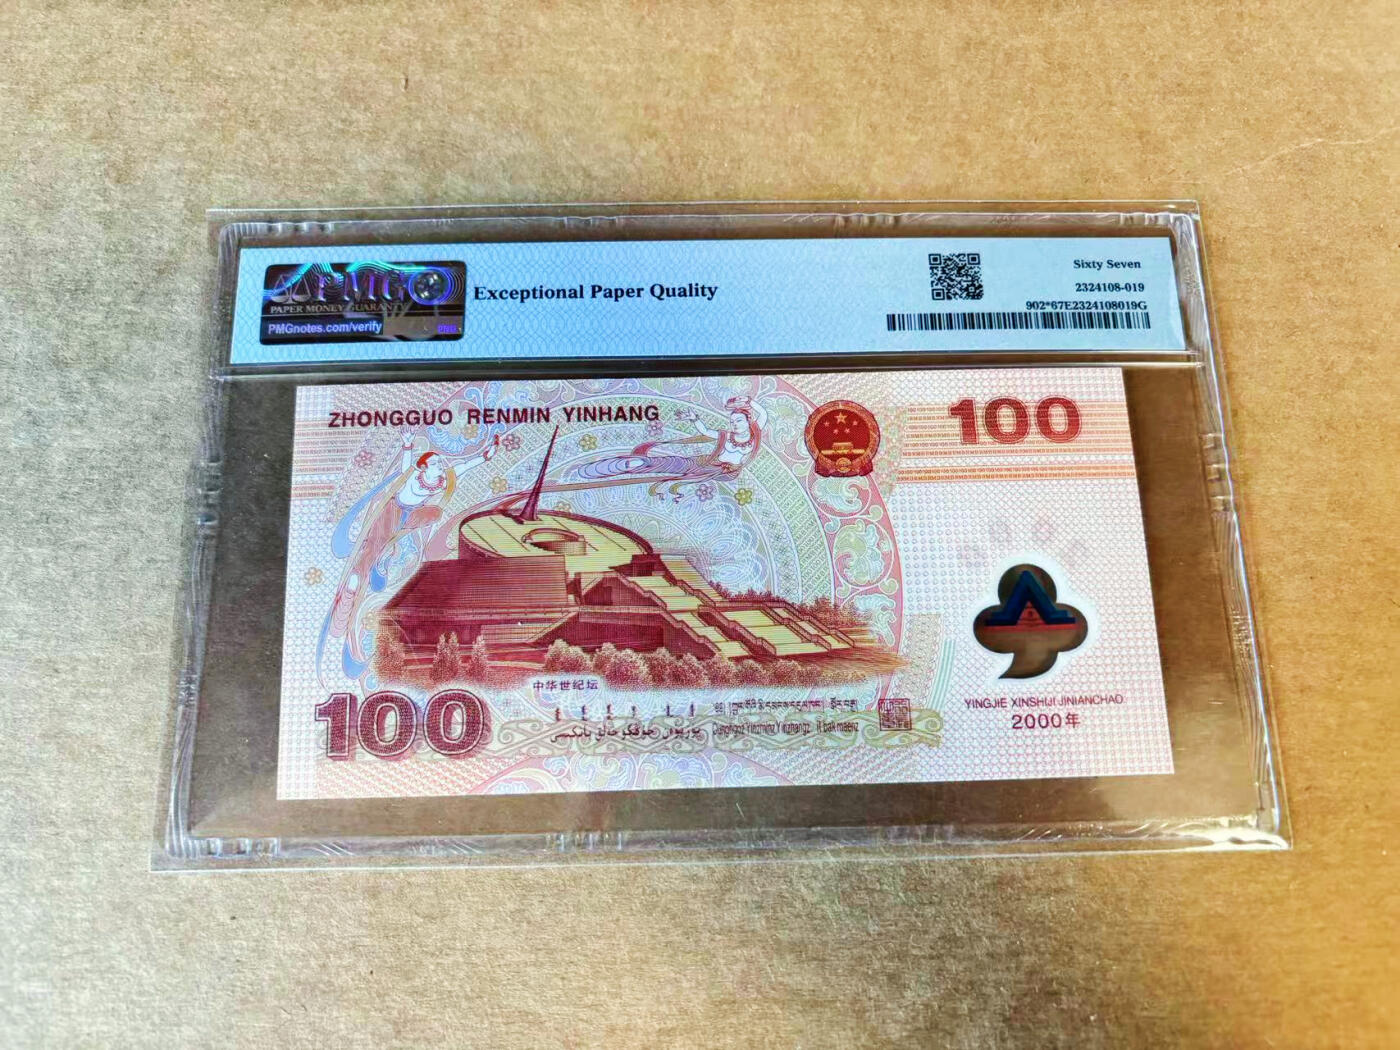 PMG
PAPER MONEY GUARANTY
PMGnotes.com/verify
Exceptional Paper Quality
Sixty Seven
2324108-019
902*67E2324108019G
ZHONGGUO RENMIN YINHANG
100
中华世纪坛
100
YINGJIE XINSHIJI JINIANCHAO
2000年